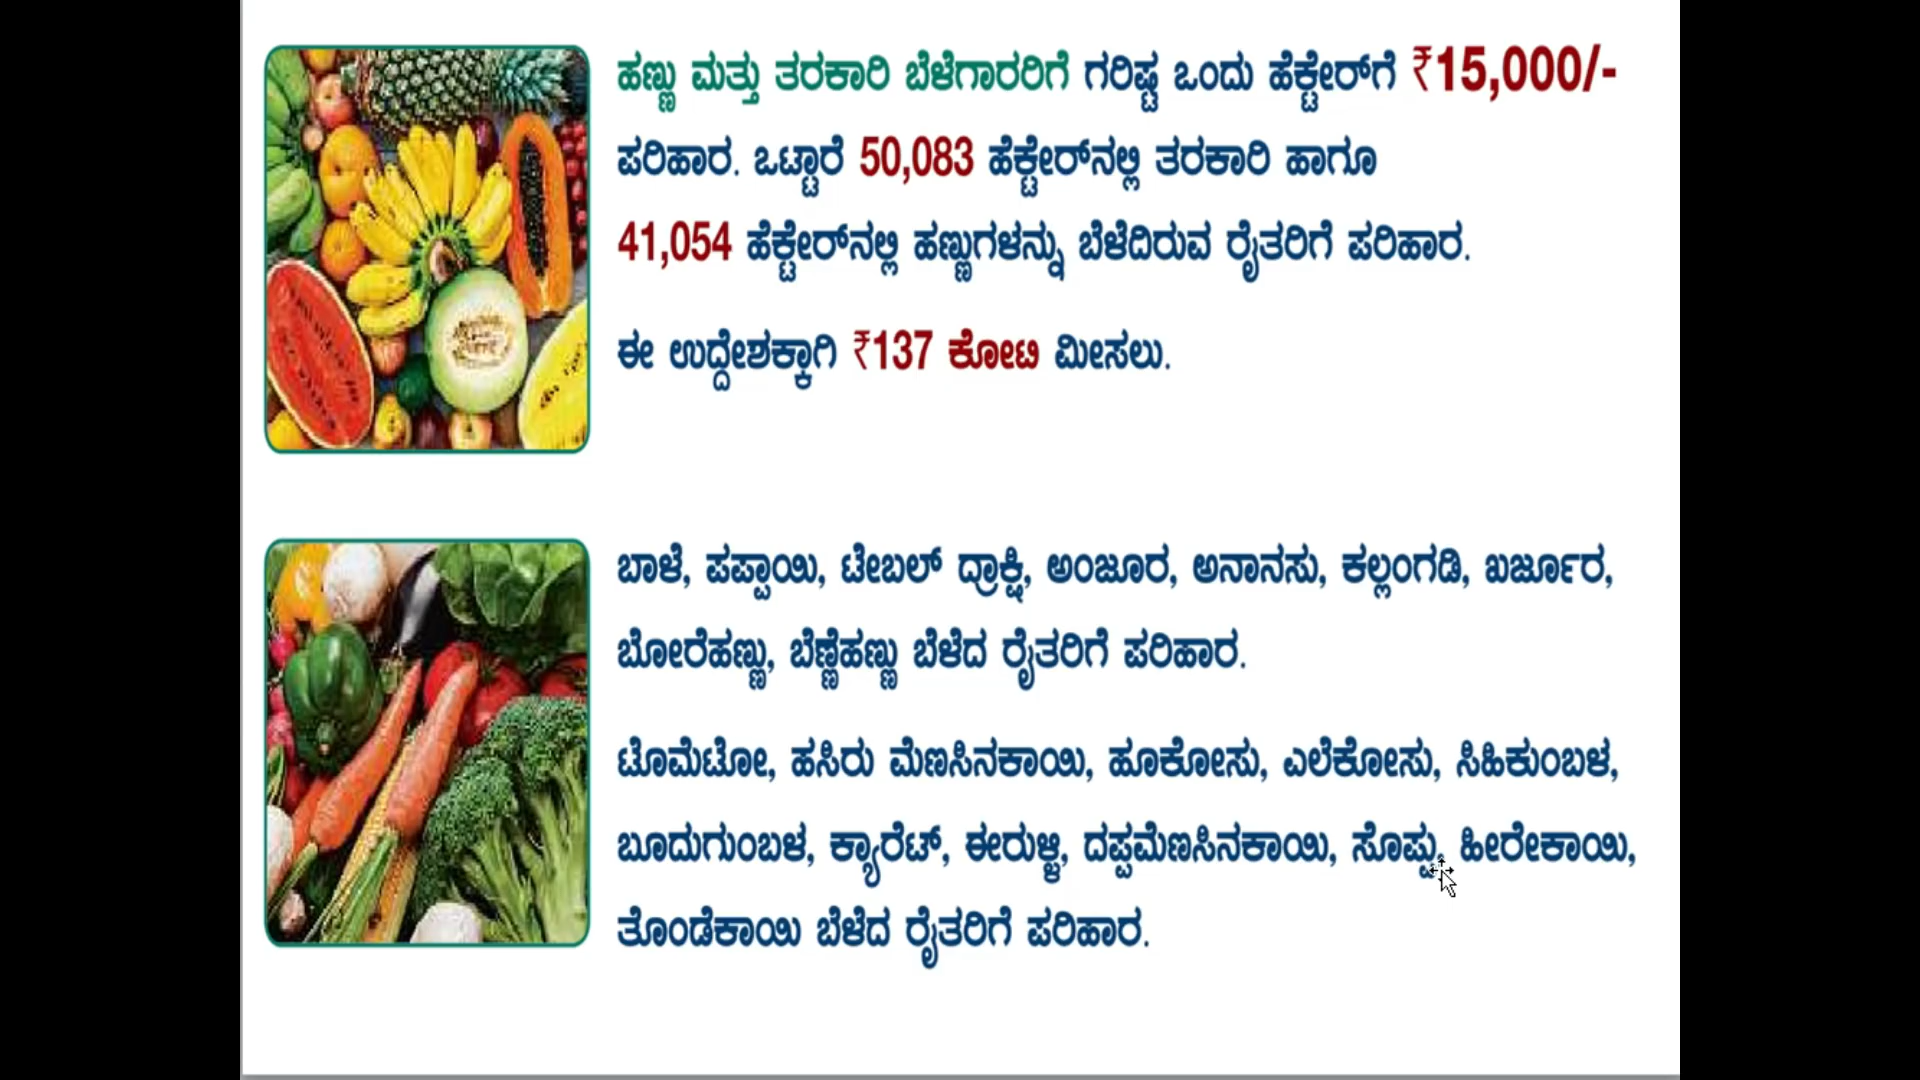 ಹಣ್ಣು ಮತ್ತು ತರಕಾರಿ ಬೆಳೆಗಾರರಿಗೆ ಗರಿಷ್ಟ ಒಂದು ಹೆಕ್ಟೇರ್‌ಗೆ ₹15,000/-
ಪರಿಹಾರ. ಒಟ್ಟಾರೆ 50,083 ಹೆಕ್ಟೇರ್‌ನಲ್ಲಿ ತರಕಾರಿ ಹಾಗೂ
41,054 ಹೆಕ್ಟೇರ್‌ನಲ್ಲಿ ಹಣ್ಣುಗಳನ್ನು ಬೆಳೆದಿರುವ ರೈತರಿಗೆ ಪರಿಹಾರ.
ಈ ಉದ್ದೇಶಕ್ಕಾಗಿ ₹137 ಕೋಟಿ ಮೀಸಲು.
ಬಾಳೆ, ಪಪ್ಪಾಯಿ, ಟೇಬಲ್ ದ್ರಾಕ್ಷಿ, ಅಂಜೂರ, ಅನಾನಸು, ಕಲ್ಲಂಗಡಿ, ಖರ್ಜೂರ,
ಬೋರೆಹಣ್ಣು, ಬೆಣ್ಣೆಹಣ್ಣು ಬೆಳೆದ ರೈತರಿಗೆ ಪರಿಹಾರ.
ಟೊಮೆಟೋ, ಹಸಿರು ಮೆಣಸಿನಕಾಯಿ, ಹೂಕೋಸು, ಎಲೆಕೋಸು, ಸಿಹಿಕುಂಬಳ,
ಬೂದುಗುಂಬಳ, ಕ್ಯಾರೆಟ್, ಈರುಳ್ಳಿ, ದಪ್ಪಮೆಣಸಿನಕಾಯಿ, ಸೊಪ್ಪು, ಹೀರೇಕಾಯಿ,
ತೊಂಡೆಕಾಯಿ ಬೆಳೆದ ರೈತರಿಗೆ ಪರಿಹಾರ.